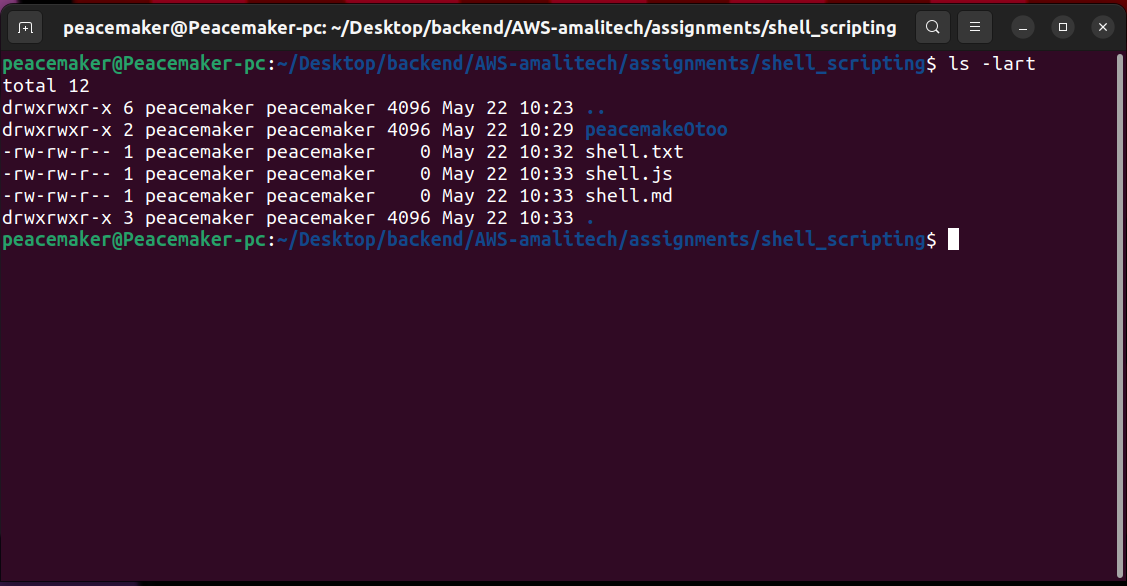 peacemaker@Peacemaker-pc: ~/Desktop/backend/AWS-amalitech/assignments/shell_scripting
peacemaker@Peacemaker-pc:~/Desktop/backend/AWS-amalitech/assignments/shell_scripting$ ls -lart
total 12
drwxrwxr-x 6 peacemaker peacemaker 4096 May 22 10:23 ..
drwxrwxr-x 2 peacemaker peacemaker 4096 May 22 10:29 peacemakeOtoo
-rw-rw-r-- 1 peacemaker peacemaker    0 May 22 10:32 shell.txt
-rw-rw-r-- 1 peacemaker peacemaker    0 May 22 10:33 shell.js
-rw-rw-r-- 1 peacemaker peacemaker    0 May 22 10:33 shell.md
drwxrwxr-x 3 peacemaker peacemaker 4096 May 22 10:33 .
peacemaker@Peacemaker-pc:~/Desktop/backend/AWS-amalitech/assignments/shell_scripting$